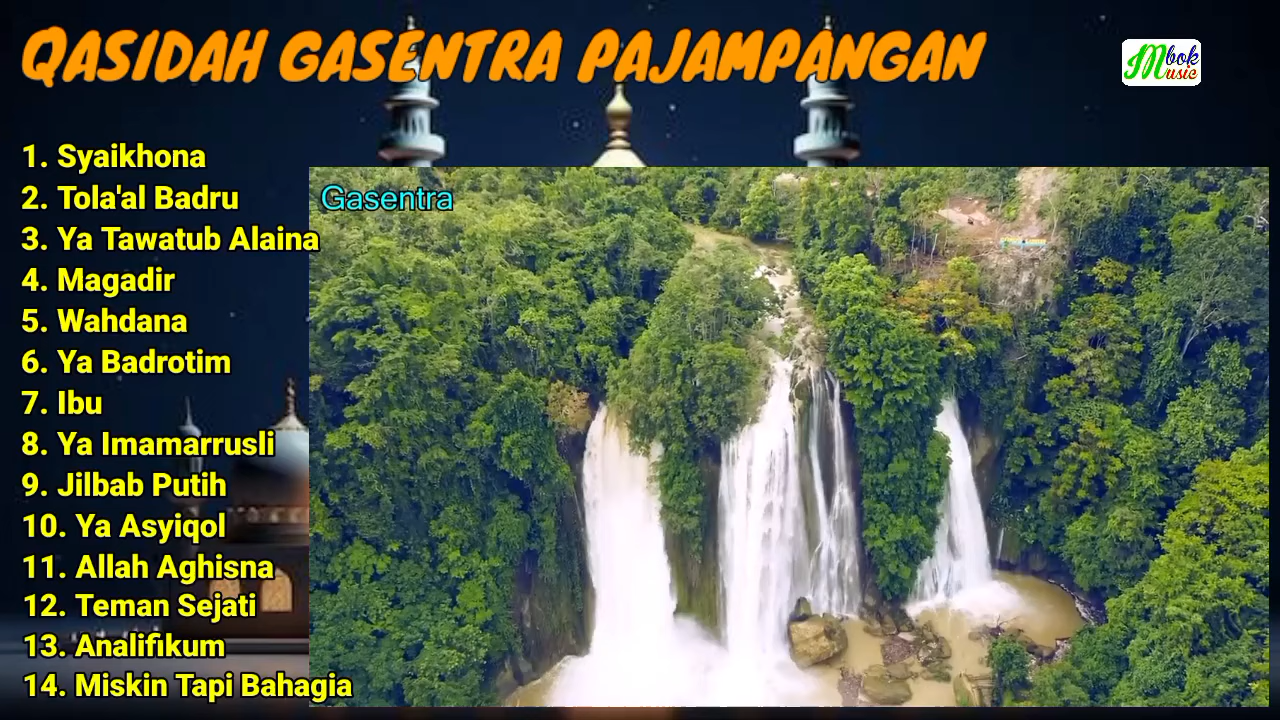 QASIDAH GASENTRA PAJAMPANGAN
Mbok
Music
1. Syaikhona
2. Tola'al Badru
3. Ya Tawatub Alaina
4. Magadir
5. Wahdana
6. Ya Badrotim
7. Ibu
8. Ya Imamarrusli
9. Jilbab Putih
10. Ya Asyiqol
11. Allah Aghisna
12. Teman Sejati
13. Analifikum
14. Miskin Tapi Bahagia
Gasentra